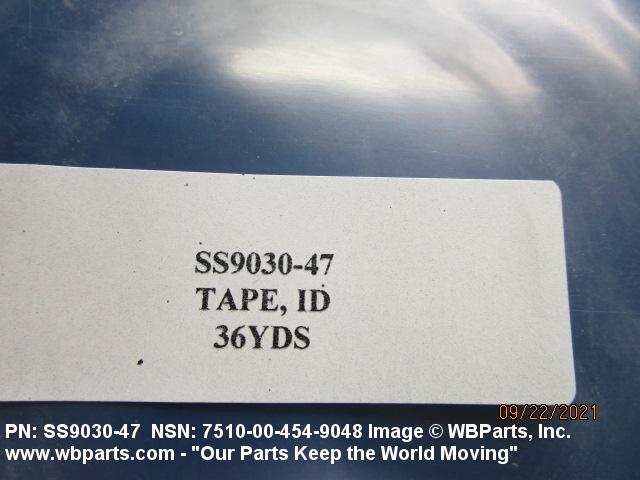 SS9030-47
TAPE, ID
36YDS
09/22/2021
PN: SS9030-47 NSN: 7510-00-454-9048 Image © WBParts, Inc.
www.wbparts.com - "Our Parts Keep the World Moving"